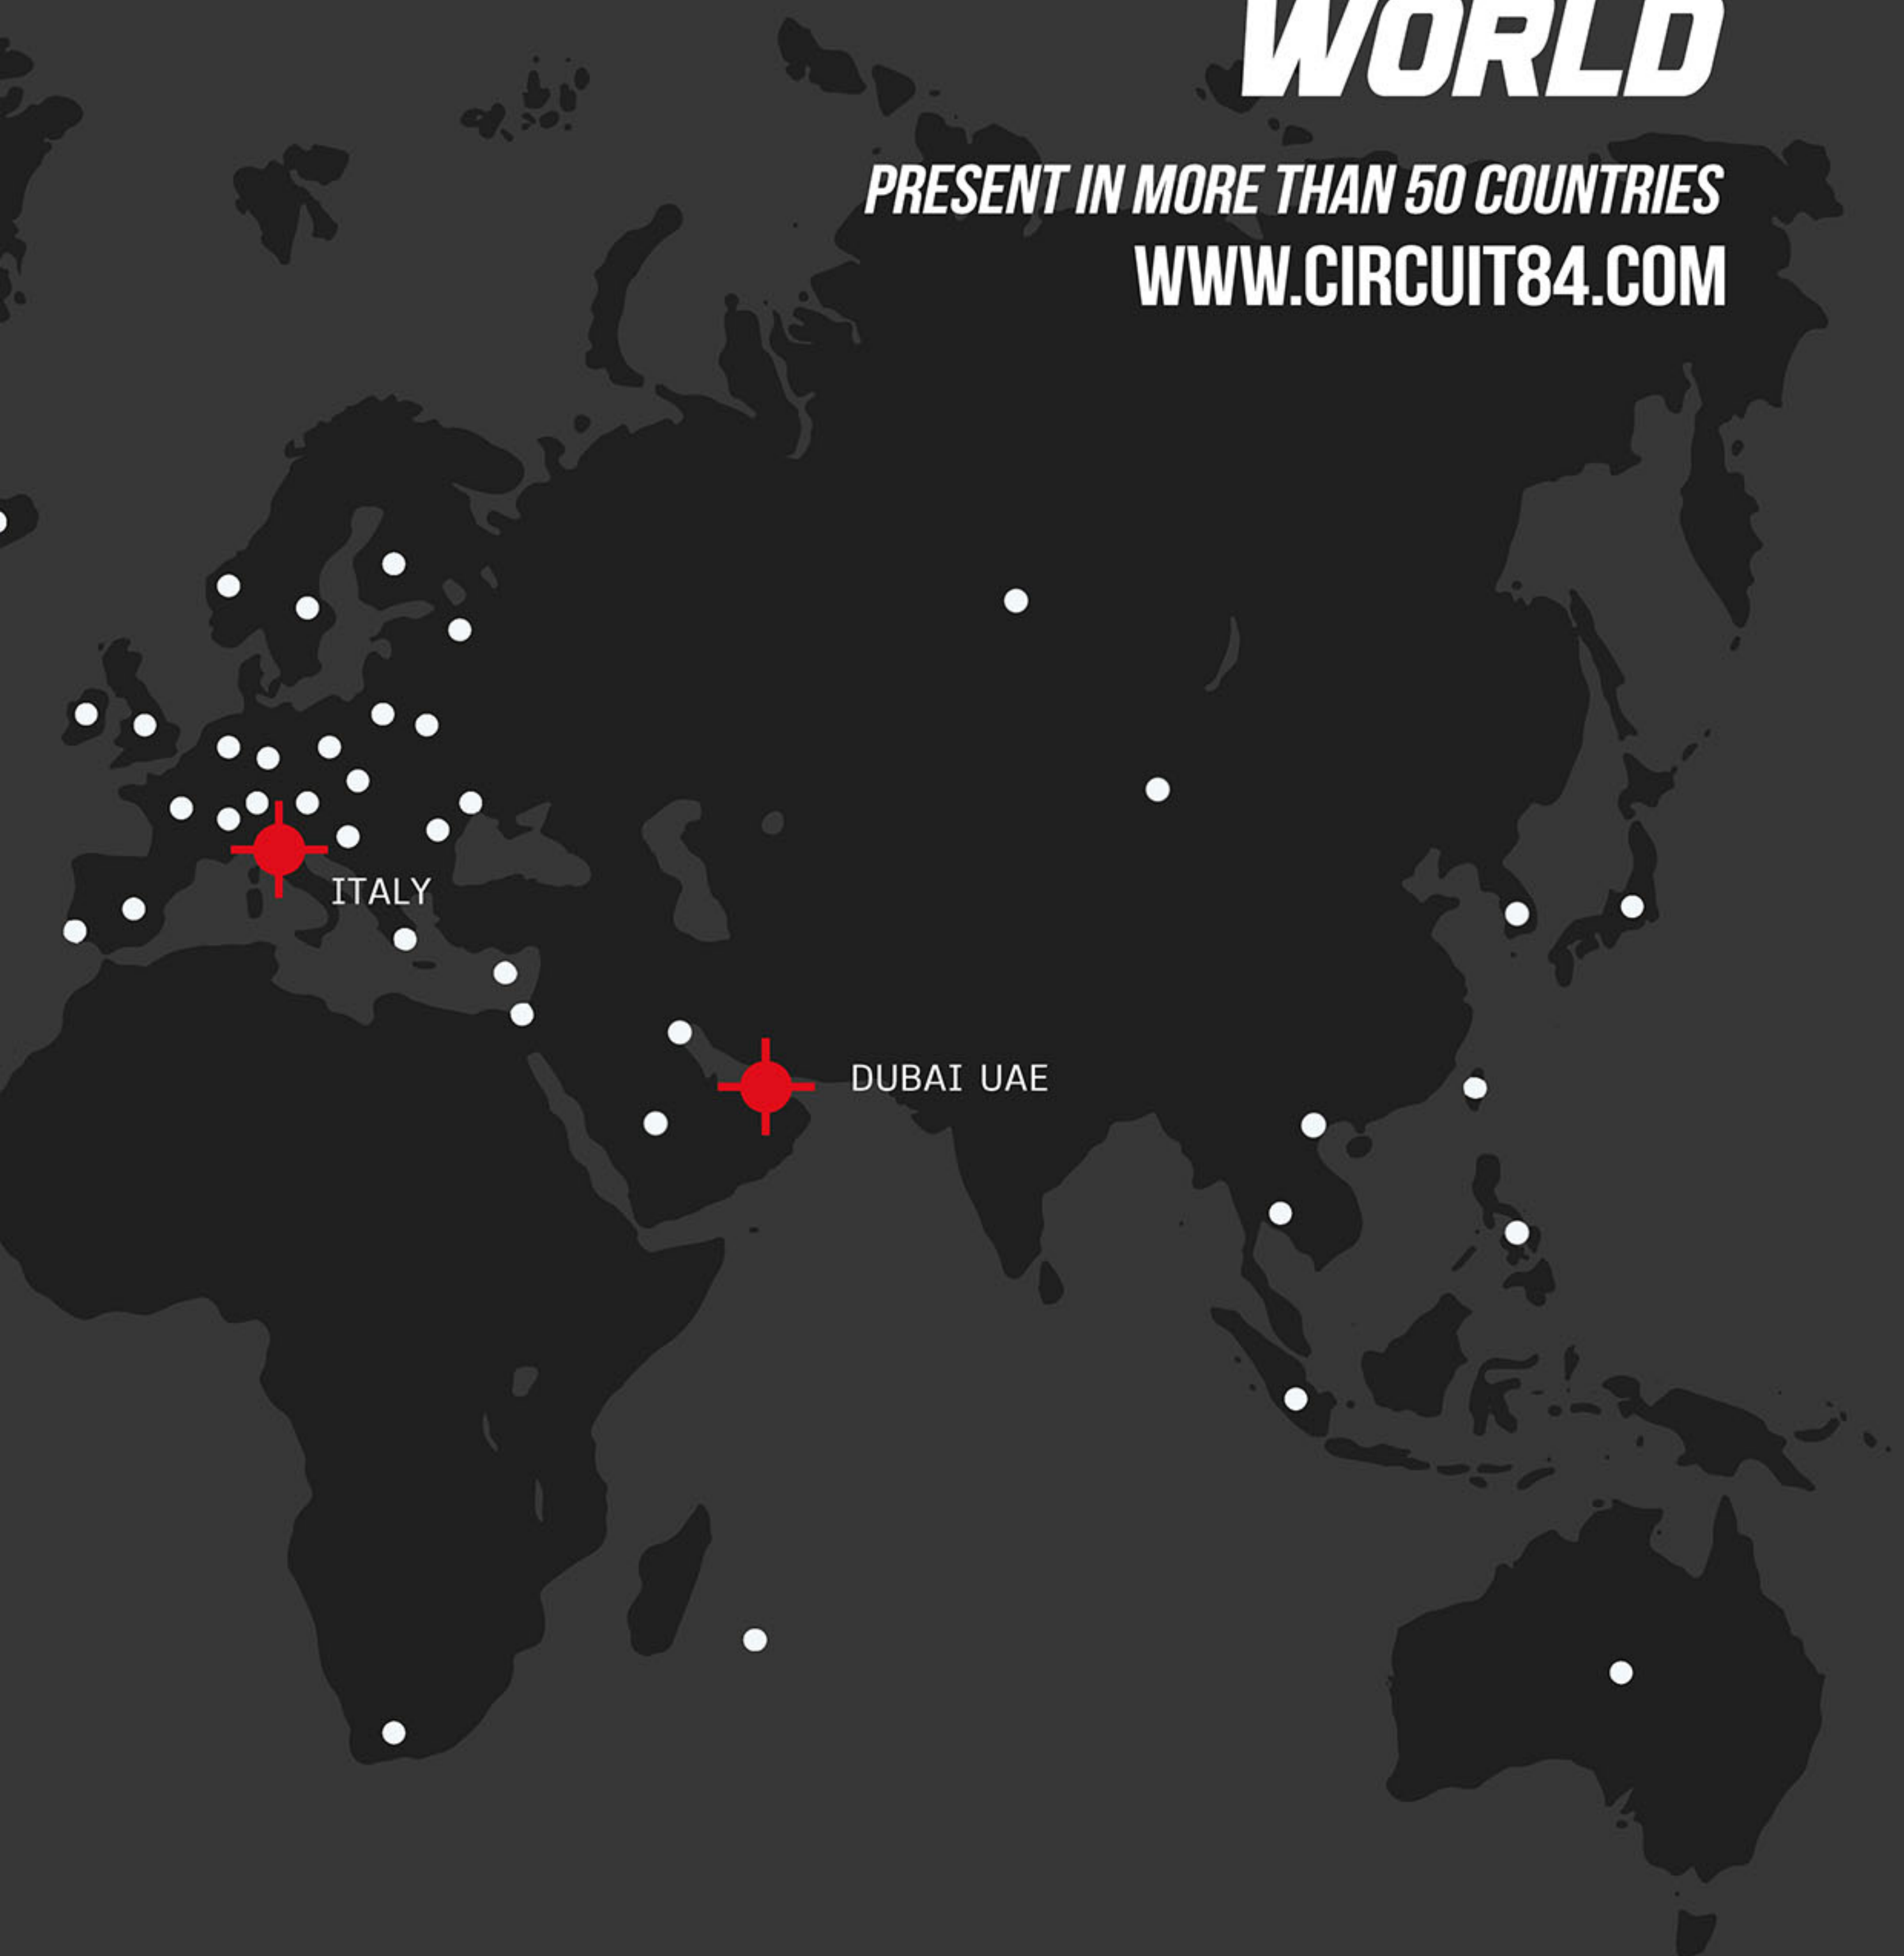 WORLD
PRESENT IN MORE THAN 50 COUNTRIES
WWW.CIRCUIT84.COM
ITALY
DUBAI UAE